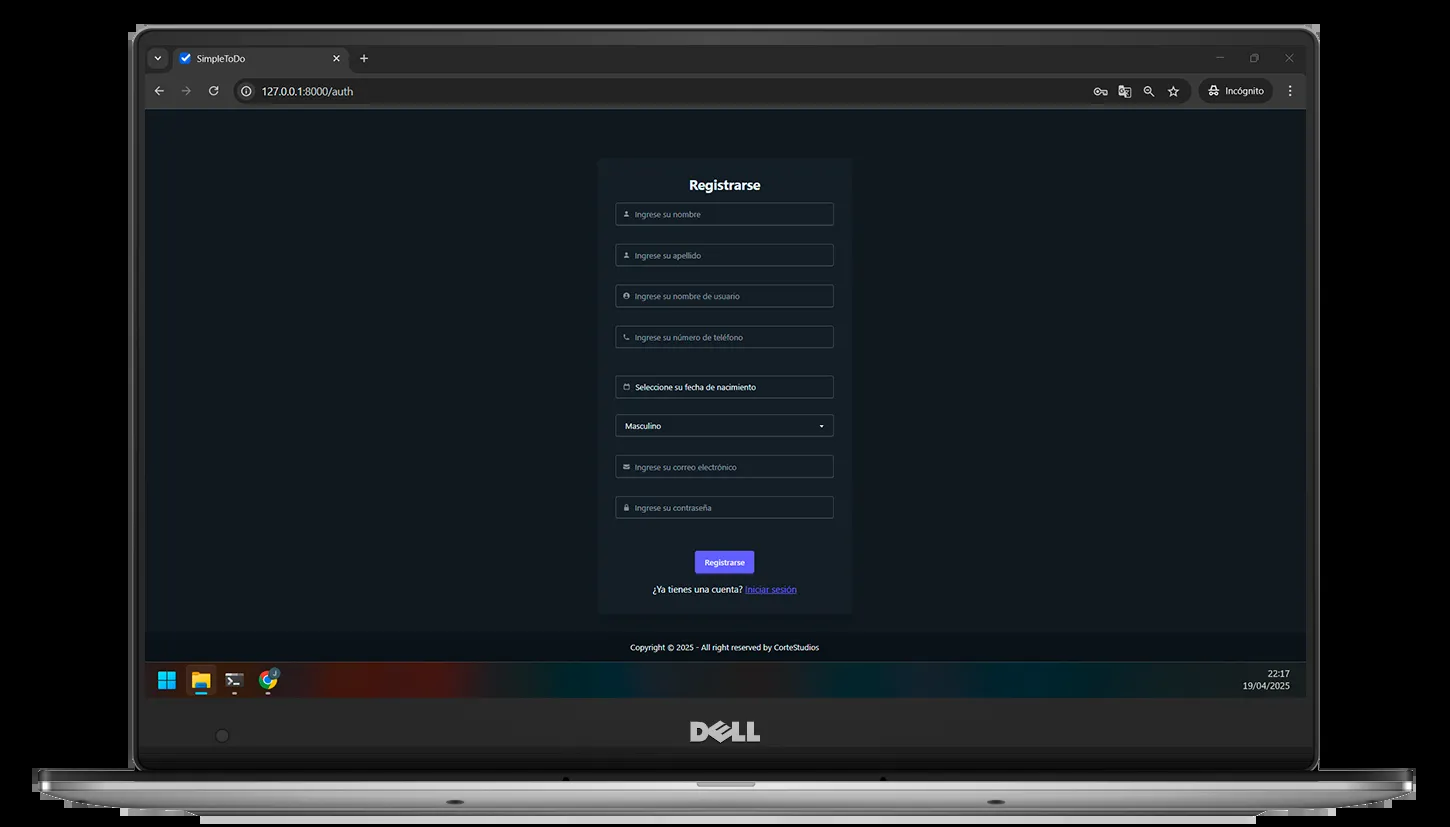 SimpleToDo
127.0.0.1:8000/auth
Incógnito
Registrarse
Ingrese su nombre
Ingrese su apellido
Ingrese su nombre de usuario
Ingrese su número de teléfono
Seleccione su fecha de nacimiento
Masculino
Ingrese su correo electrónico
Ingrese su contraseña
Registrarse
¿Ya tienes una cuenta? Iniciar sesión
Copyright © 2025 - All right reserved by CorteStudios
22:17
19/04/2025
DELL